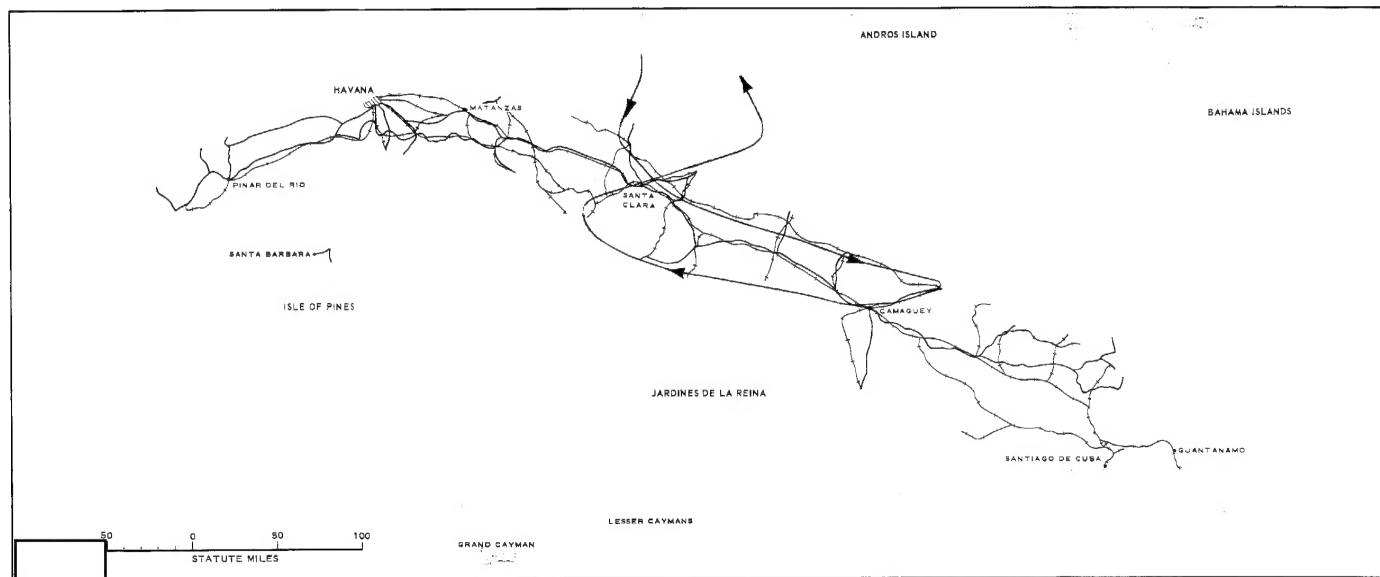 ANDROS ISLAND
HAVANA
MATANZAS
BAHAMA ISLANDS
PINAR DEL RIO
SANTA
CLARA
SANTA BARBARA
ISLE OF PINES
CAMAGUEY
JARDINES DE LA REINA
GUANTANAMO
SANTIAGO DE CUBA
LESSER CAYMANS
50 0 50 100
STATUTE MILES
GRAND CAYMAN